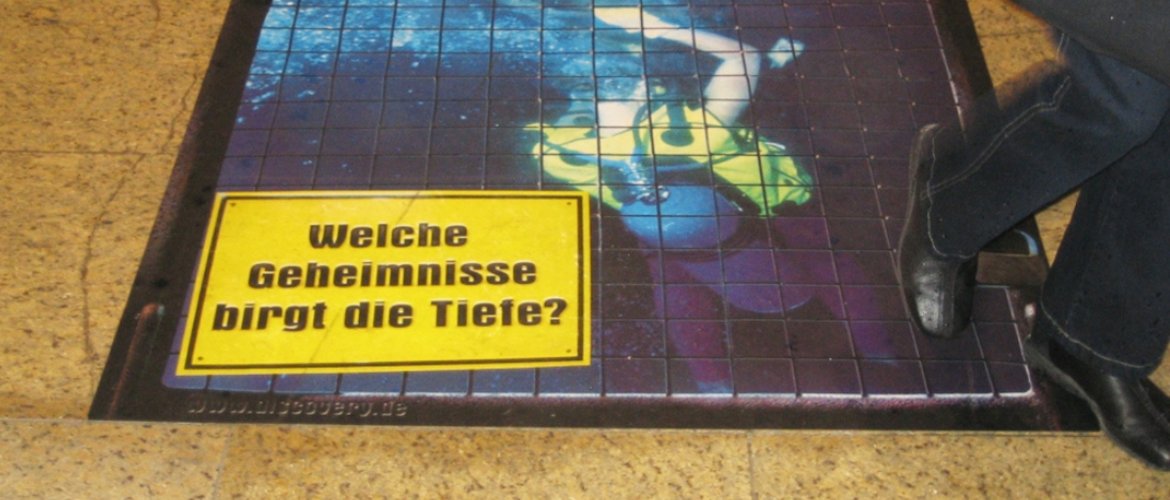 Welche
Geheimnisse
birgt die Tiefe?
www.discovery.de